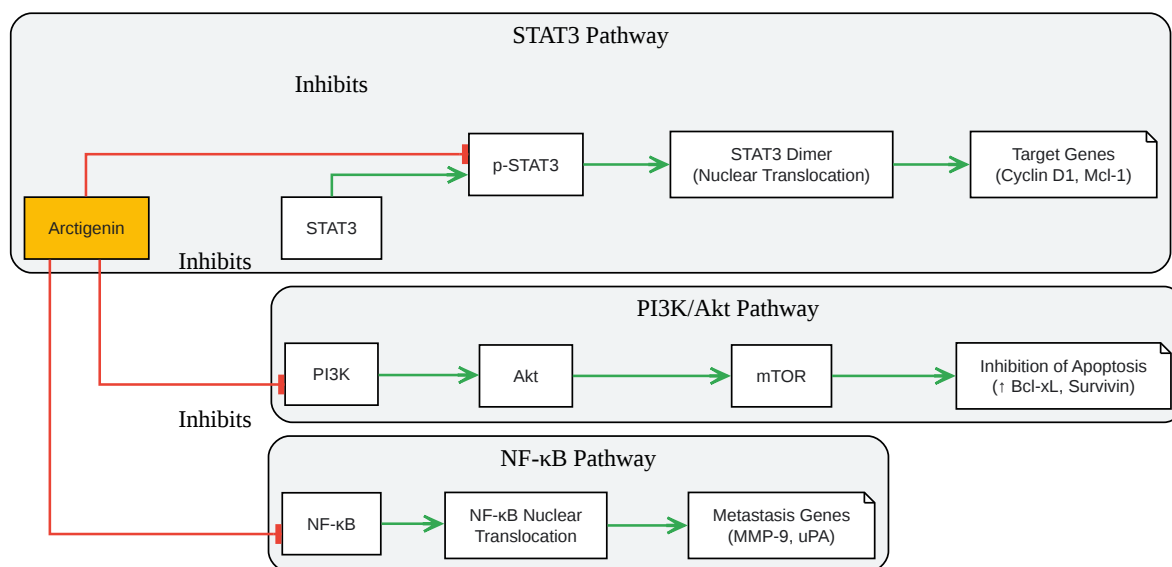 STAT3 Pathway
Inhibits
p-STAT3
STAT3 Dimer
(Nuclear Translocation)
Target Genes
(Cyclin D1, Mcl-1)
Arctigenin
STAT3
Inhibits
PI3K/Akt Pathway
PI3K
Akt
mTOR
Inhibition of Apoptosis
(↑ Bcl-xL, Survivin)
Inhibits
NF-κB Pathway
NF-κB
NF-κB Nuclear
Translocation
Metastasis Genes
(MMP-9, uPA)